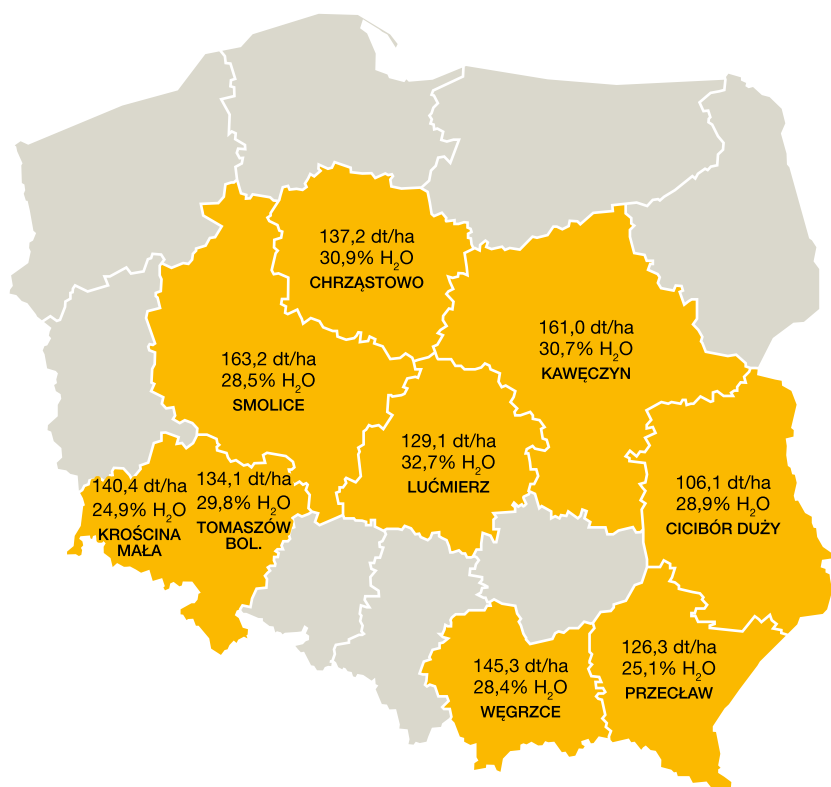 137,2 dt/ha
30,9% H₂O
CHRZĄSTOWO
161,0 dt/ha
30,7% H₂O
KAWĘCZYN
163,2 dt/ha
28,5% H₂O
SMOLICE
129,1 dt/ha
32,7% H₂O
LUĆMIERZ
140,4 dt/ha
24,9% H₂O
KROŚCINA
MAŁA
134,1 dt/ha
29,8% H₂O
TOMASZÓW
BOL.
106,1 dt/ha
28,9% H₂O
CICIBÓR DUŻY
145,3 dt/ha
28,4% H₂O
WĘGRZCE
126,3 dt/ha
25,1% H₂O
PRZECŁAW